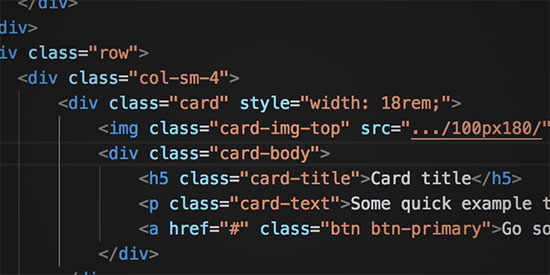 </div>
div>
iv class="row">
<div class="col-sm-4">
<div class="card" style="width: 18rem;">
<img class="card-img-top" src=".../100px180/"
<div class="card-body">
<h5 class="card-title">Card title</h5>
<p class="card-text">Some quick example t
<a href="#" class="btn btn-primary">Go so
</div>
</div>